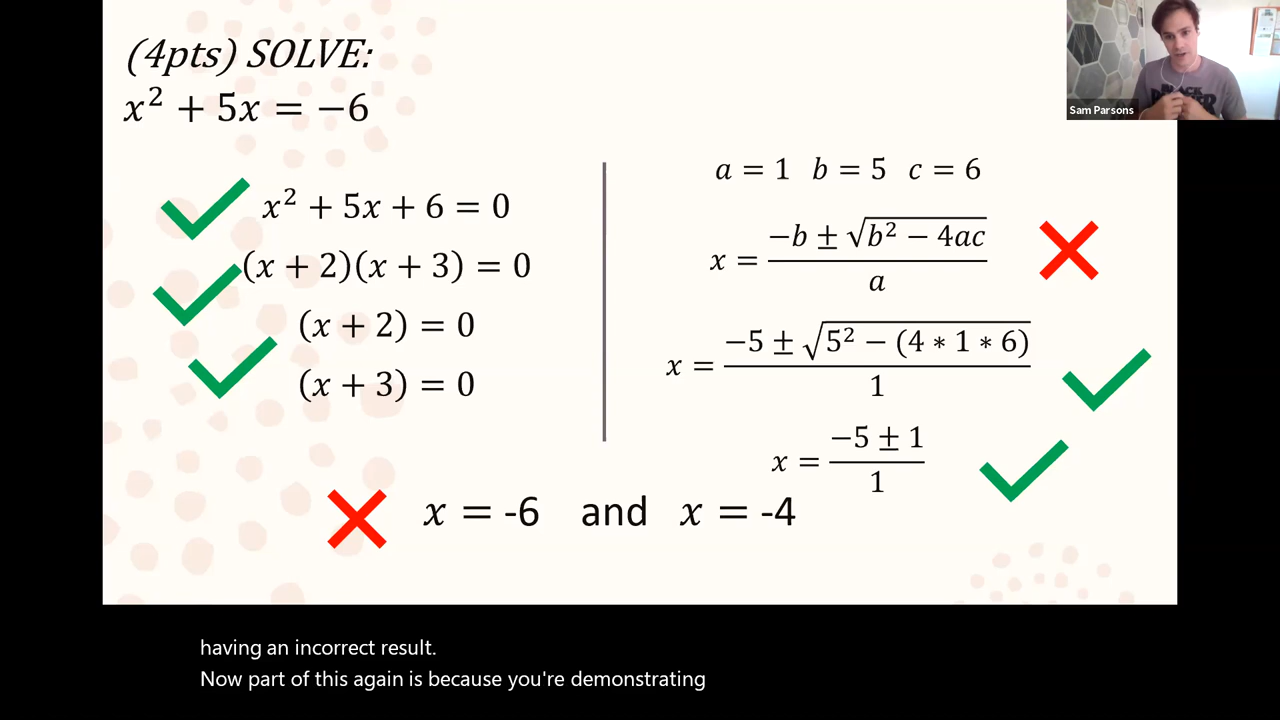 (4pts) SOLVE:
x² + 5x = −6
x² + 5x + 6 = 0
(x + 2)(x + 3) = 0
(x + 2) = 0
(x + 3) = 0
a = 1 b = 5 c = 6
x = (−b ± √(b² − 4ac)) / a
x = (−5 ± √(5² − (4 ∗ 1 ∗ 6))) / 1
x = (−5 ± 1) / 1
x = -6 and x = -4
Sam Parsons
having an incorrect result.
Now part of this again is because you're demonstrating